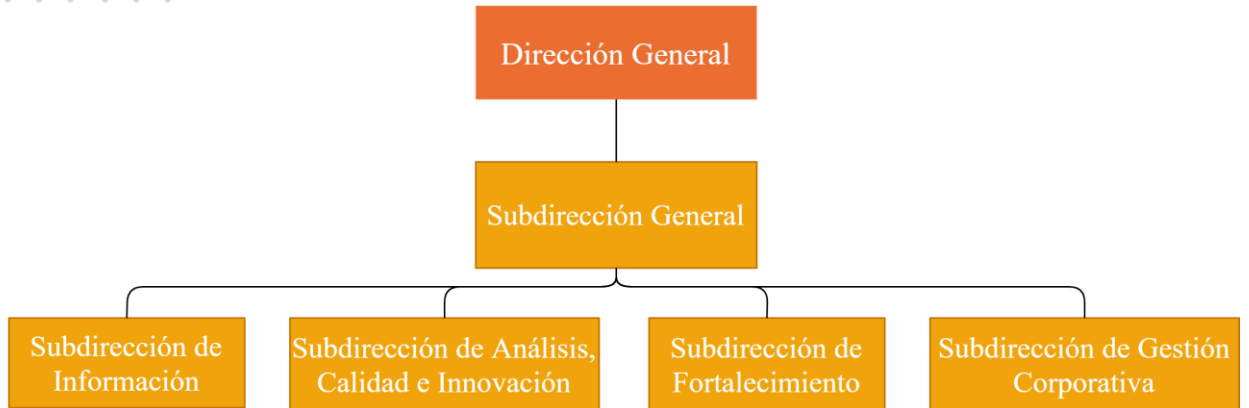 Dirección General
Subdirección General
Subdirección de
Información
Subdirección de Análisis,
Calidad e Innovación
Subdirección de
Fortalecimiento
Subdirección de Gestión
Corporativa